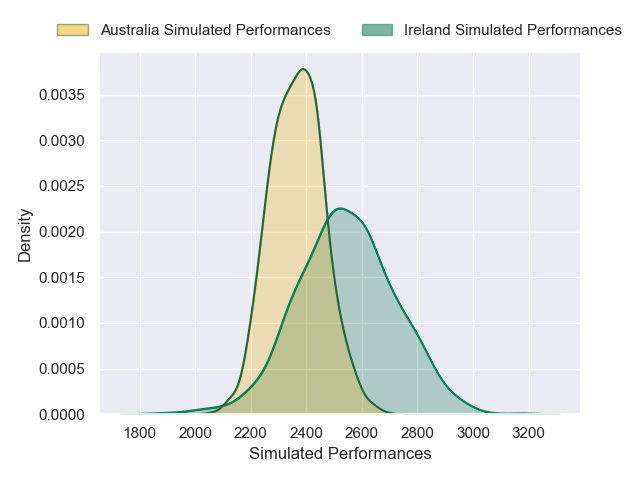 Australia Simulated Performances
Ireland Simulated Performances
0.0035
0.0030
0.0025
0.0020
0.0015
0.0010
0.0005
0.0000
Density
1800 2000 2200 2400 2600 2800 3000 3200
Simulated Performances